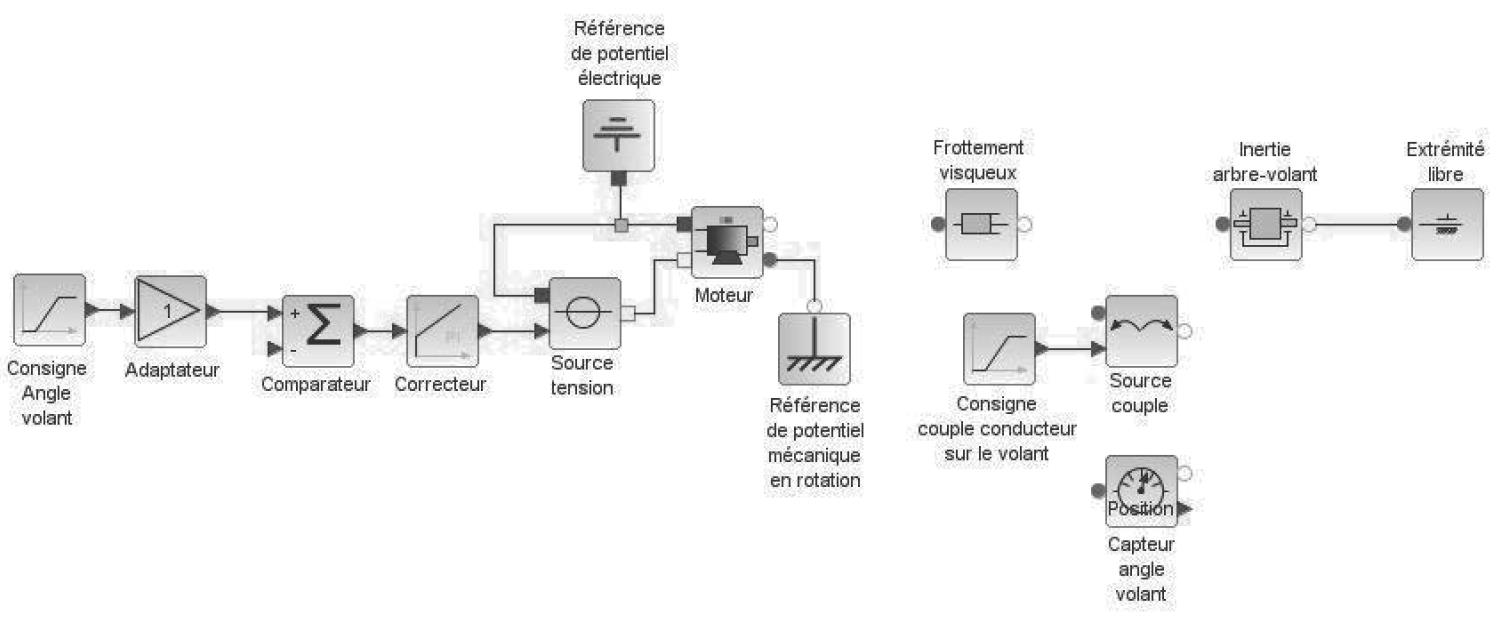 Référence
de potentiel
électrique
Frottement
visqueux
Inertie
arbre-volant
Extrémité
libre
Moteur
1
+
-
Σ
PI
Consigne
Angle
volant
Adaptateur
Comparateur
Correcteur
Source
tension
Référence
de potentiel
mécanique
en rotation
Consigne
couple conducteur
sur le volant
Source
couple
Position
Capteur
angle
volant